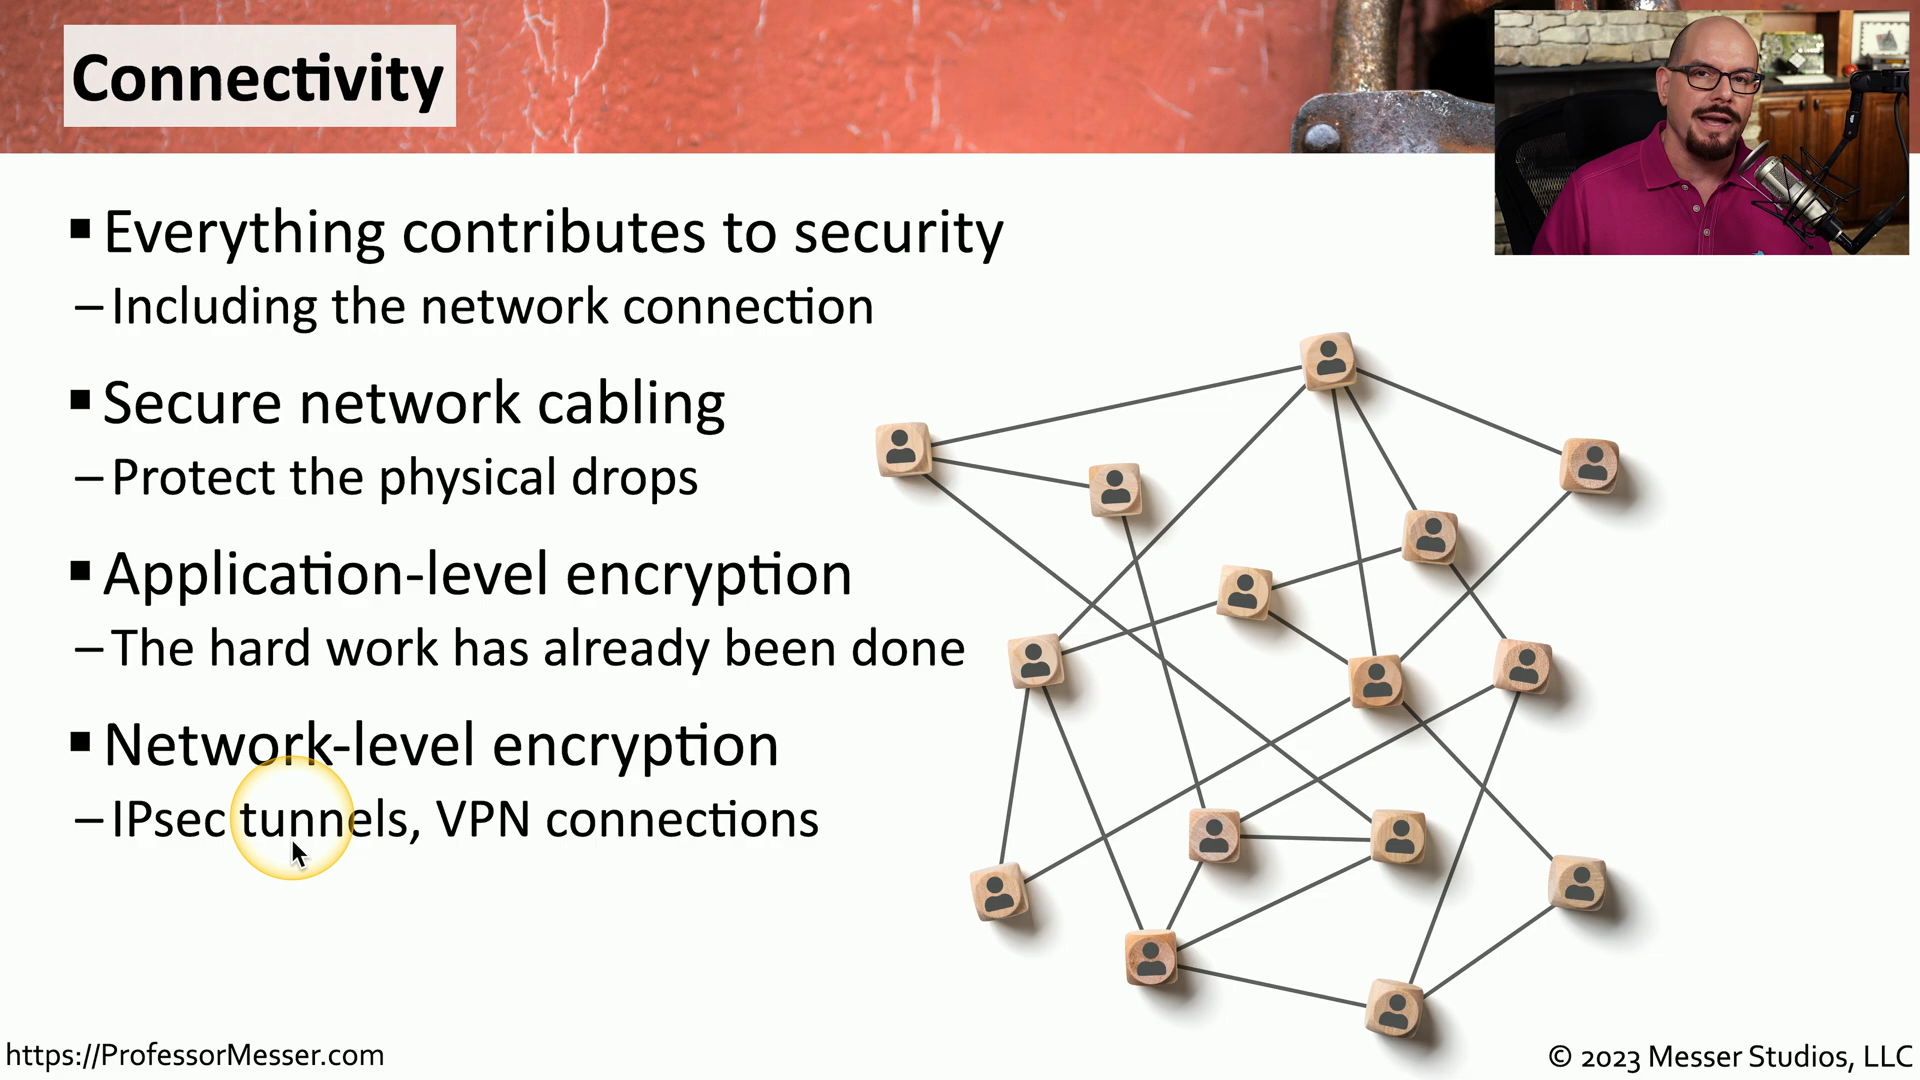 Connectivity
▪ Everything contributes to security
– Including the network connection
▪ Secure network cabling
– Protect the physical drops
▪ Application-level encryption
– The hard work has already been done
▪ Network-level encryption
– IPsec tunnels, VPN connections
https://ProfessorMesser.com
© 2023 Messer Studios, LLC